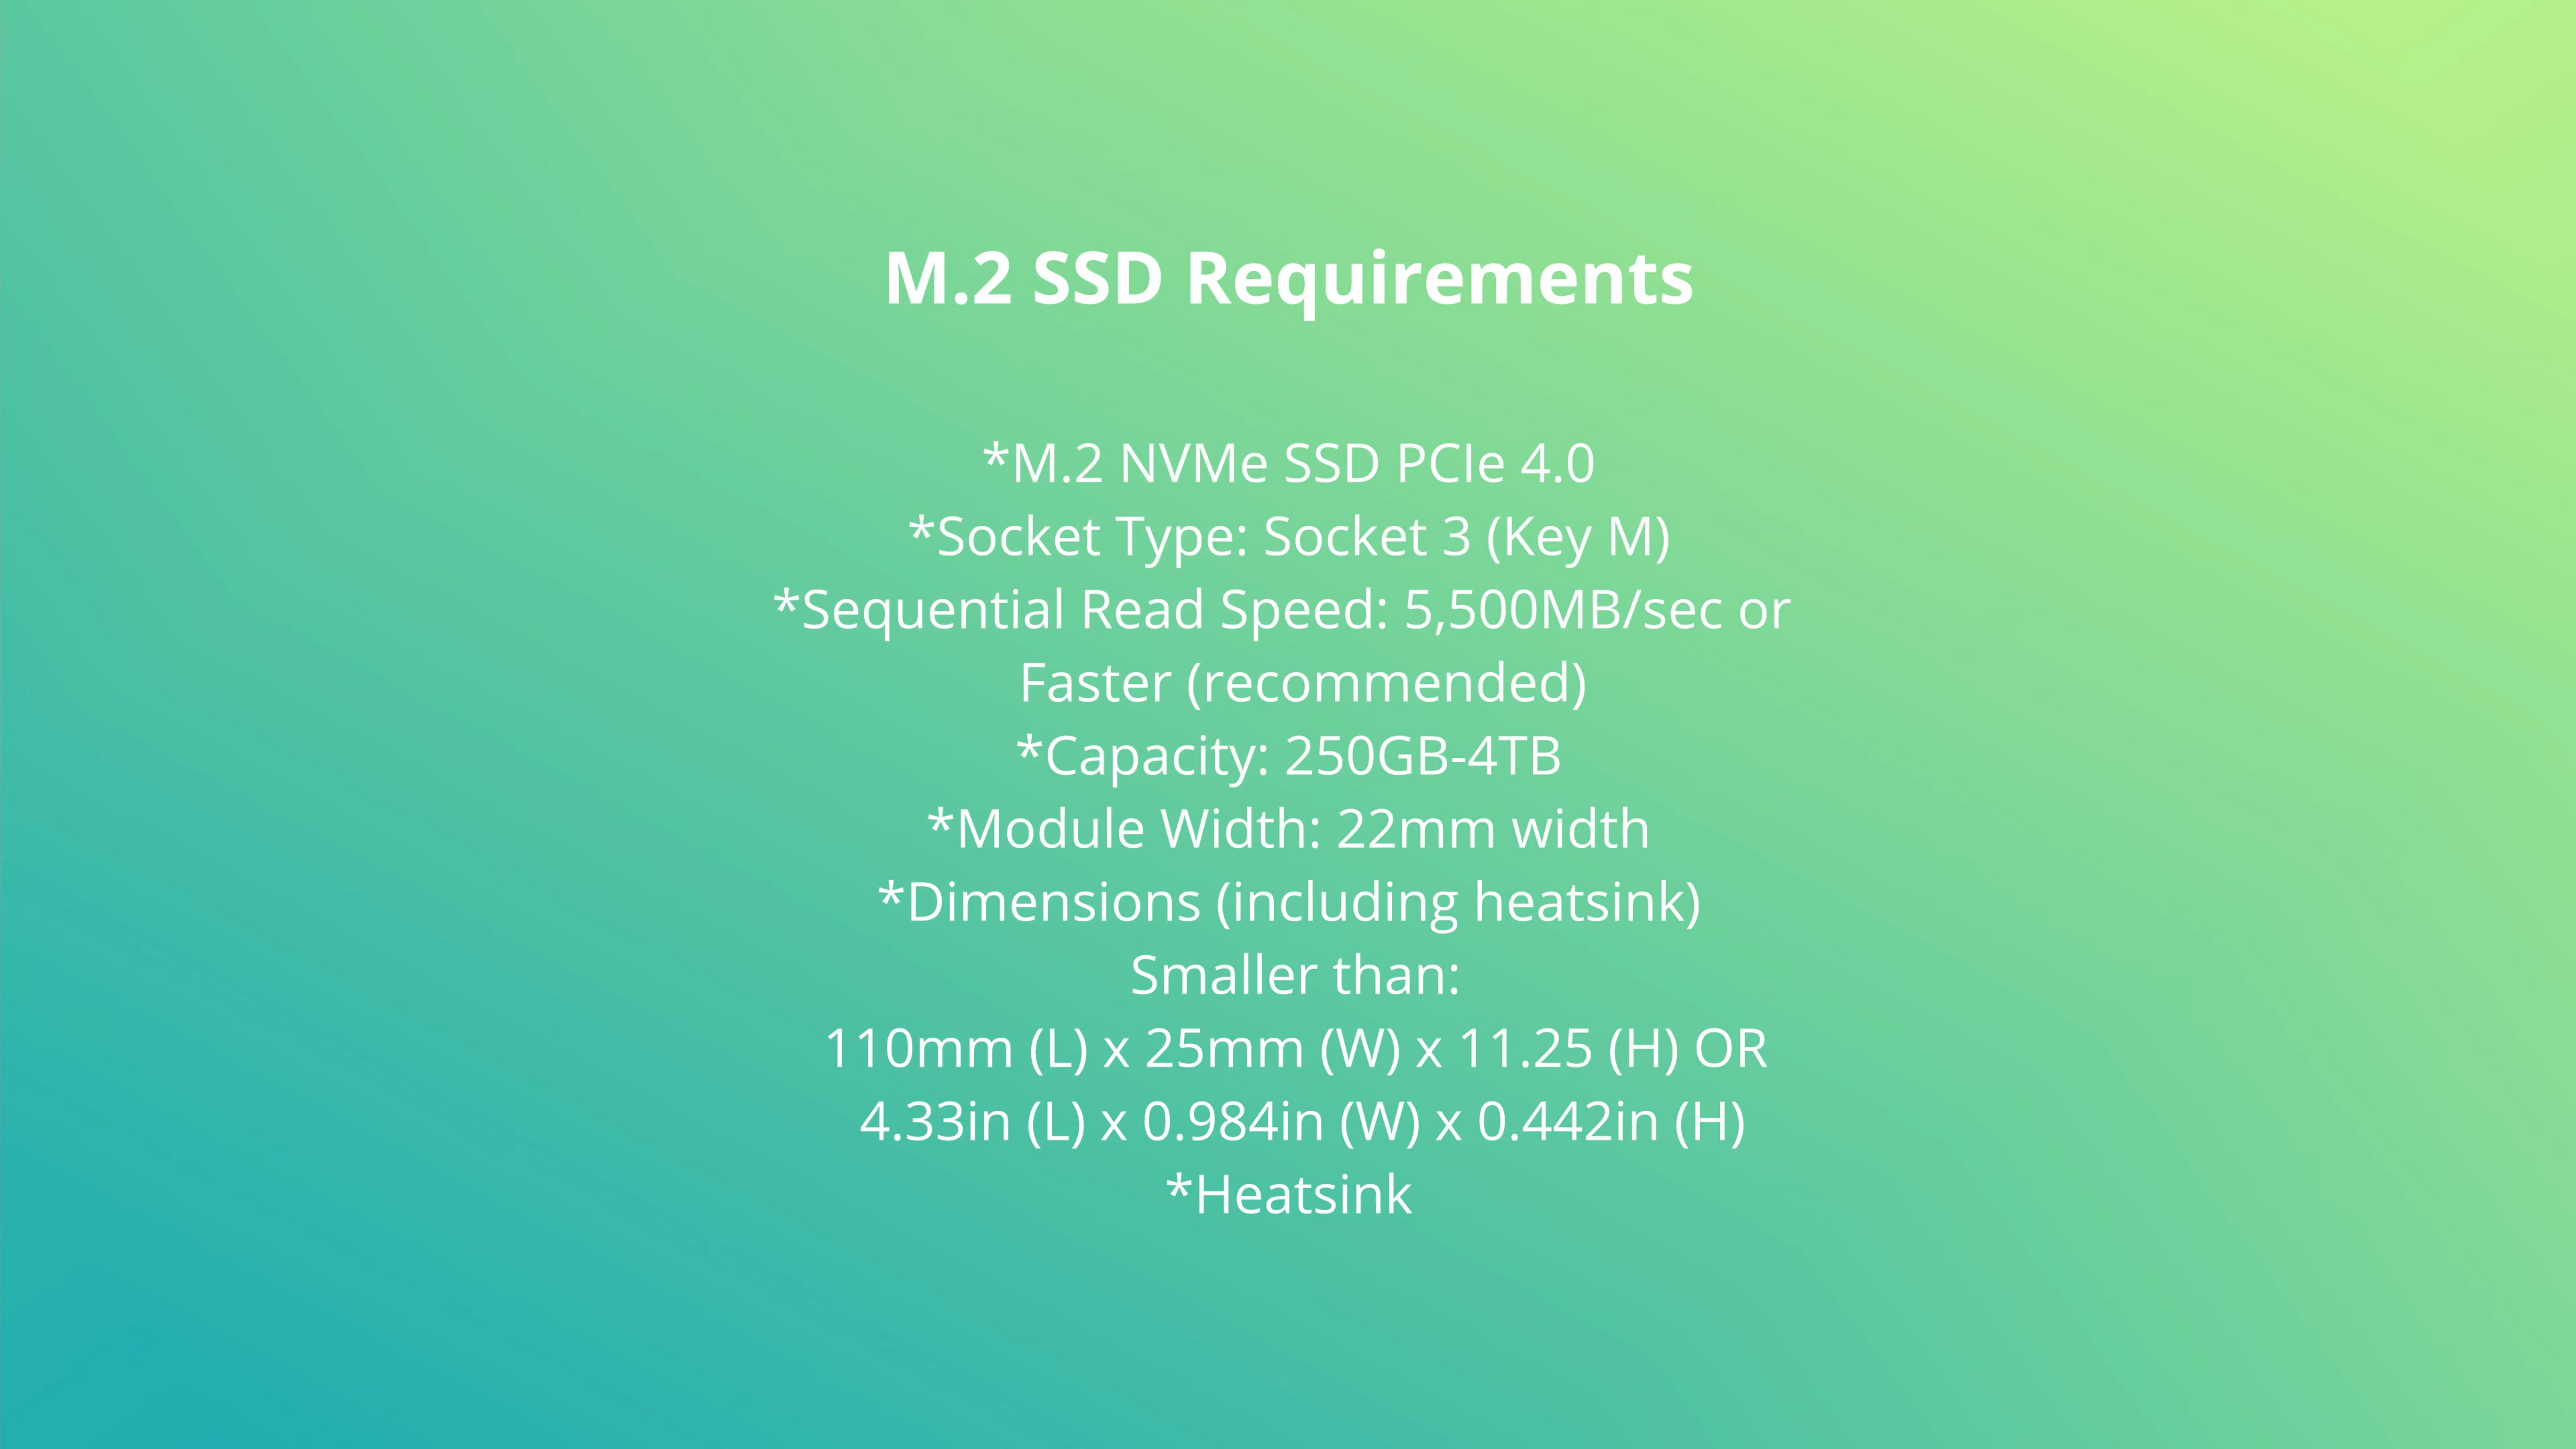 M.2 SSD Requirements
*M.2 NVMe SSD PCIe 4.0
*Socket Type: Socket 3 (Key M)
*Sequential Read Speed: 5,500MB/sec or
Faster (recommended)
*Capacity: 250GB-4TB
*Module Width: 22mm width
*Dimensions (including heatsink)
Smaller than:
110mm (L) x 25mm (W) x 11.25 (H) OR
4.33in (L) x 0.984in (W) x 0.442in (H)
*Heatsink